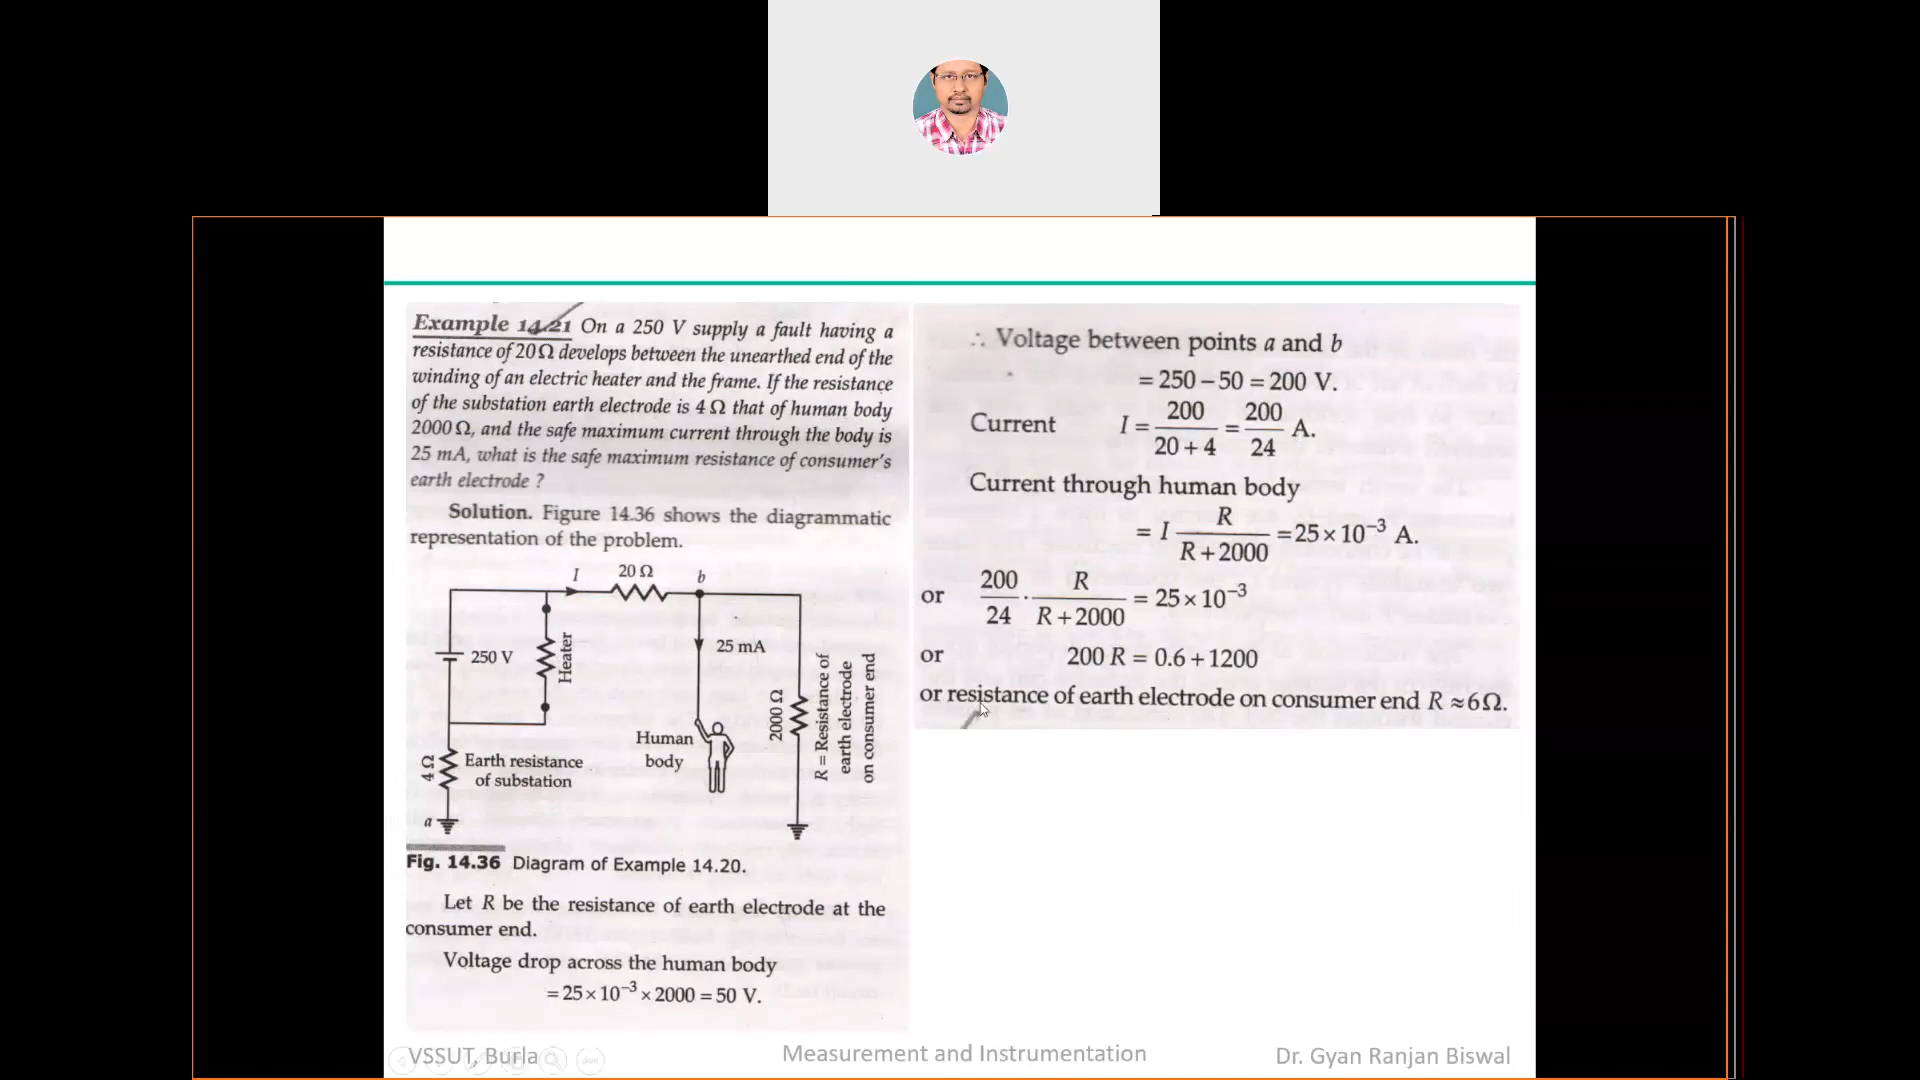 Example 14.21 On a 250 V supply a fault having a
resistance of 20Ω develops between the unearthed end of the
winding of an electric heater and the frame. If the resistance
of the substation earth electrode is 4 Ω that of human body
2000 Ω, and the safe maximum current through the body is
25 mA, what is the safe maximum resistance of consumer's
earth electrode ?
Solution. Figure 14.36 shows the diagrammatic
representation of the problem.
I
20 Ω
b
250 V
Heater
25 mA
4 Ω
Earth resistance
of substation
a
Human
body
2000 Ω
R = Resistance of
earth electrode
on consumer end
Fig. 14.36 Diagram of Example 14.20.
Let R be the resistance of earth electrode at the
consumer end.
Voltage drop across the human body
= 25 × 10⁻³ × 2000 = 50 V.
∴ Voltage between points a and b
= 250 – 50 = 200 V.
Current I = 200/(20 + 4) = 200/24 A.
Current through human body
= I R/(R + 2000) = 25 × 10⁻³ A.
or 200/24 · R/(R + 2000) = 25 × 10⁻³
or 200 R = 0.6 + 1200
or resistance of earth electrode on consumer end R ≈ 6 Ω.
VSSUT, Burla
Measurement and Instrumentation
Dr. Gyan Ranjan Biswal